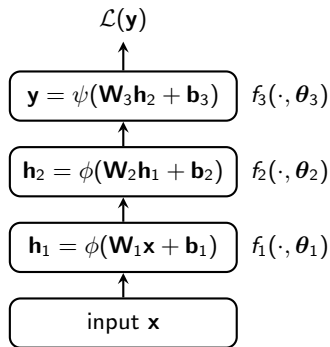 ℒ(𝐲)
𝐲 = ψ(𝐖₃𝐡₂ + 𝐛₃) f₃(·, 𝜽₃)
𝐡₂ = ϕ(𝐖₂𝐡₁ + 𝐛₂) f₂(·, 𝜽₂)
𝐡₁ = ϕ(𝐖₁𝐱 + 𝐛₁) f₁(·, 𝜽₁)
input 𝐱